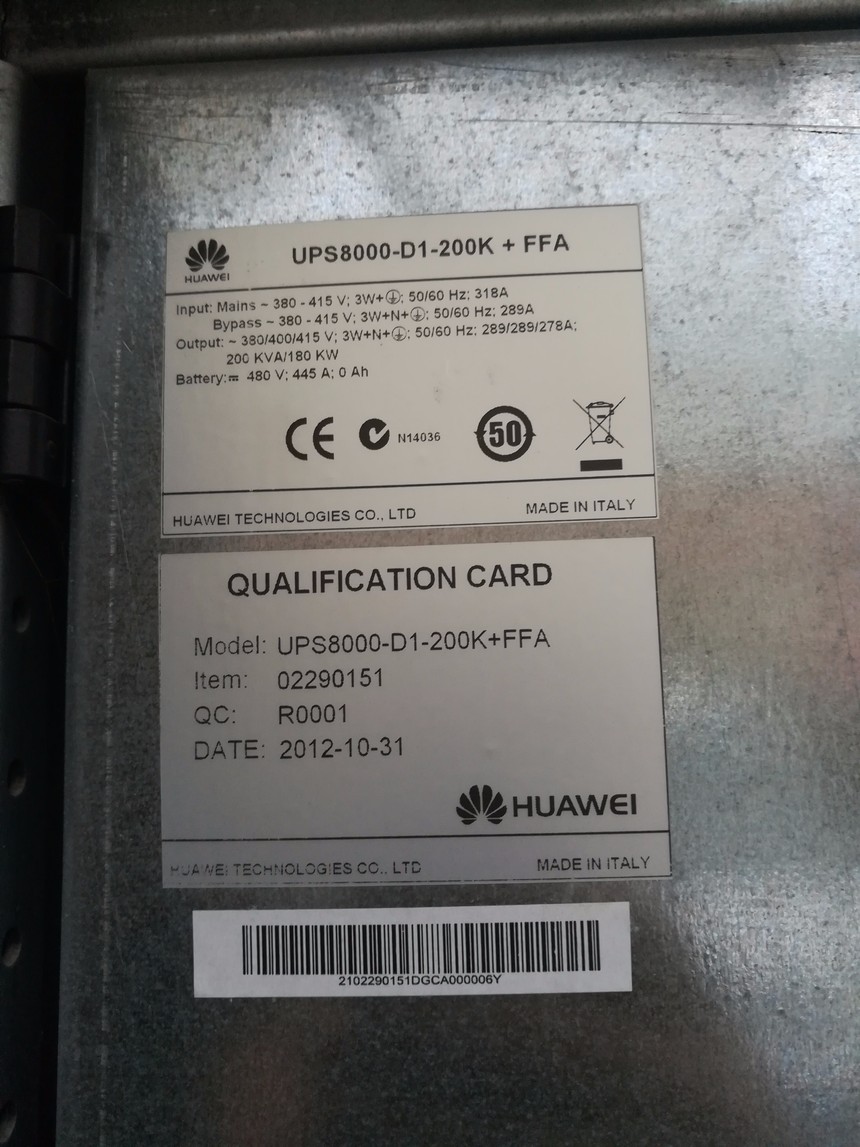 UPS8000-D1-200K + FFA
HUAWEI
Input: Mains ~ 380 - 415 V; 3W+⏚; 50/60 Hz; 318A
Bypass ~ 380 - 415 V; 3W+N+⏚; 50/60 Hz; 289A
Output: ~ 380/400/415 V; 3W+N+⏚; 50/60 Hz; 289/289/278A;
200 KVA/180 KW
Battery:⎓ 480 V; 445 A; 0 Ah
CE N14036 50
HUAWEI TECHNOLOGIES CO., LTD MADE IN ITALY
QUALIFICATION CARD
Model: UPS8000-D1-200K+FFA
Item: 02290151
QC: R0001
DATE: 2012-10-31
HUAWEI
HUAWEI TECHNOLOGIES CO., LTD MADE IN ITALY
2102290151DGCA000006Y